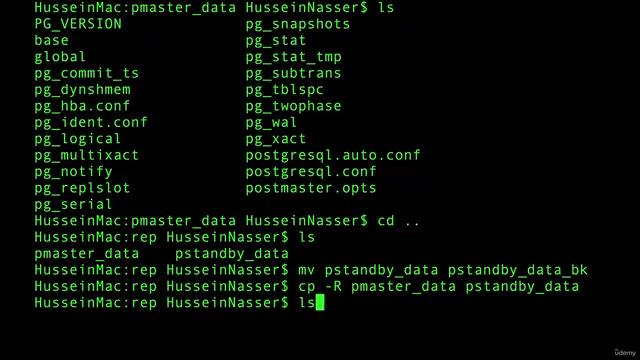 HusseinMac:pmaster_data HusseinNasser$ ls
PG_VERSION pg_snapshots
base pg_stat
global pg_stat_tmp
pg_commit_ts pg_subtrans
pg_dynshmem pg_tblspc
pg_hba.conf pg_twophase
pg_ident.conf pg_wal
pg_logical pg_xact
pg_multixact postgresql.auto.conf
pg_notify postgresql.conf
pg_replslot postmaster.opts
pg_serial
HusseinMac:pmaster_data HusseinNasser$ cd ..
HusseinMac:rep HusseinNasser$ ls
pmaster_data pstandby_data
HusseinMac:rep HusseinNasser$ mv pstandby_data pstandby_data_bk
HusseinMac:rep HusseinNasser$ cp -R pmaster_data pstandby_data
HusseinMac:rep HusseinNasser$ ls
udemy